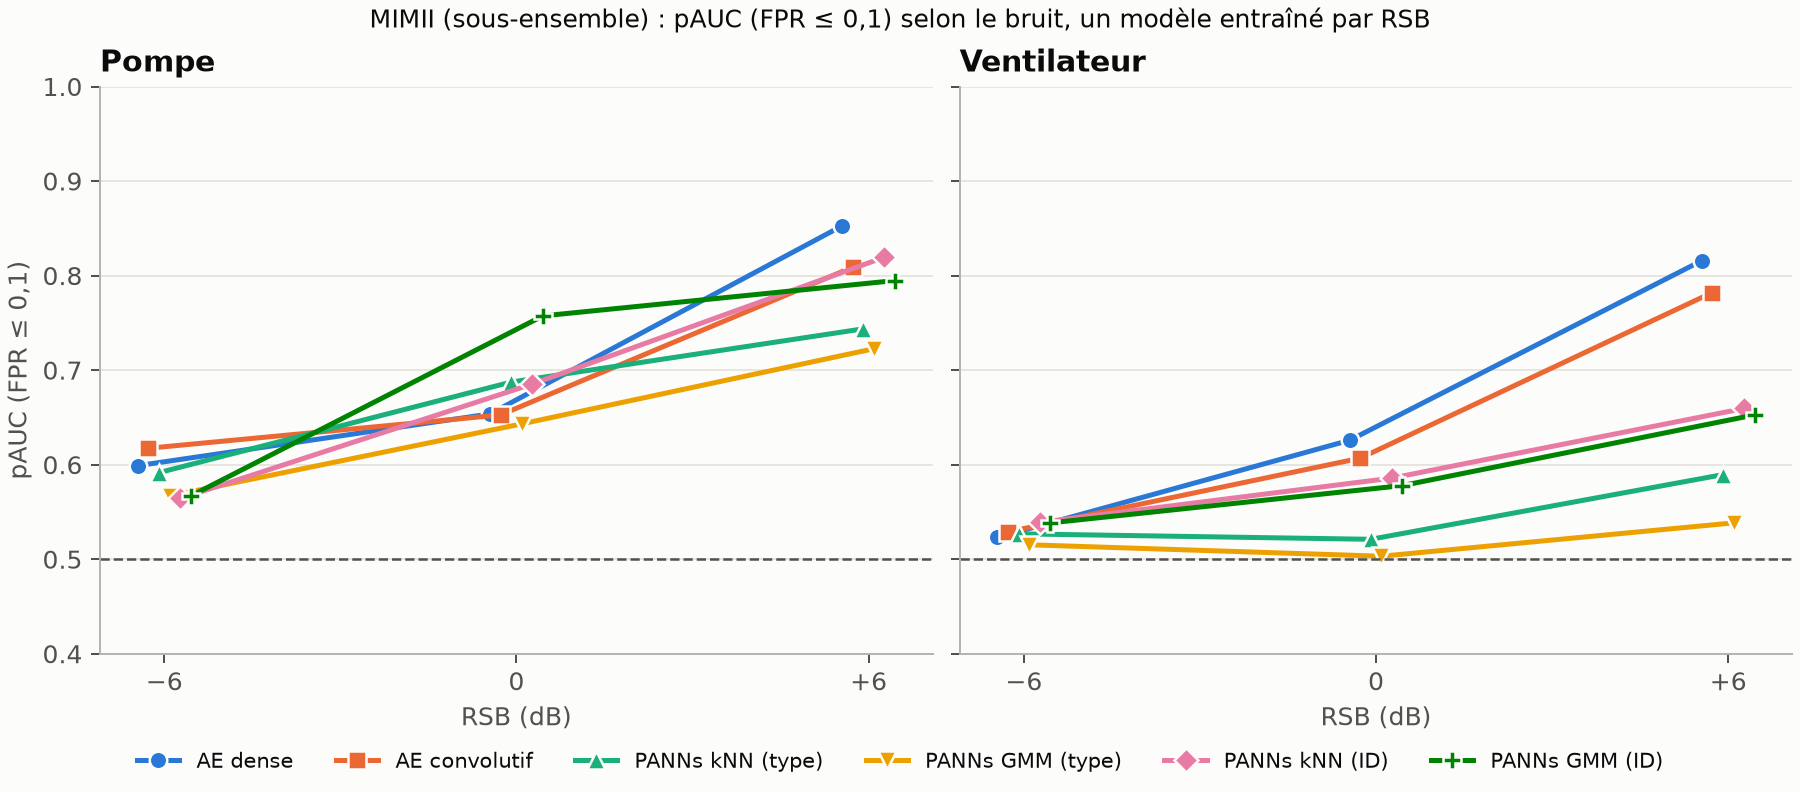 MIMII (sous-ensemble) : pAUC (FPR ≤ 0,1) selon le bruit, un modèle entraîné par RSB
Pompe
Ventilateur
pAUC (FPR ≤ 0,1)
1.0
0.9
0.8
0.7
0.6
0.5
0.4
−6
0
+6
−6
0
+6
RSB (dB)
RSB (dB)
AE dense
AE convolutif
PANNs kNN (type)
PANNs GMM (type)
PANNs kNN (ID)
PANNs GMM (ID)